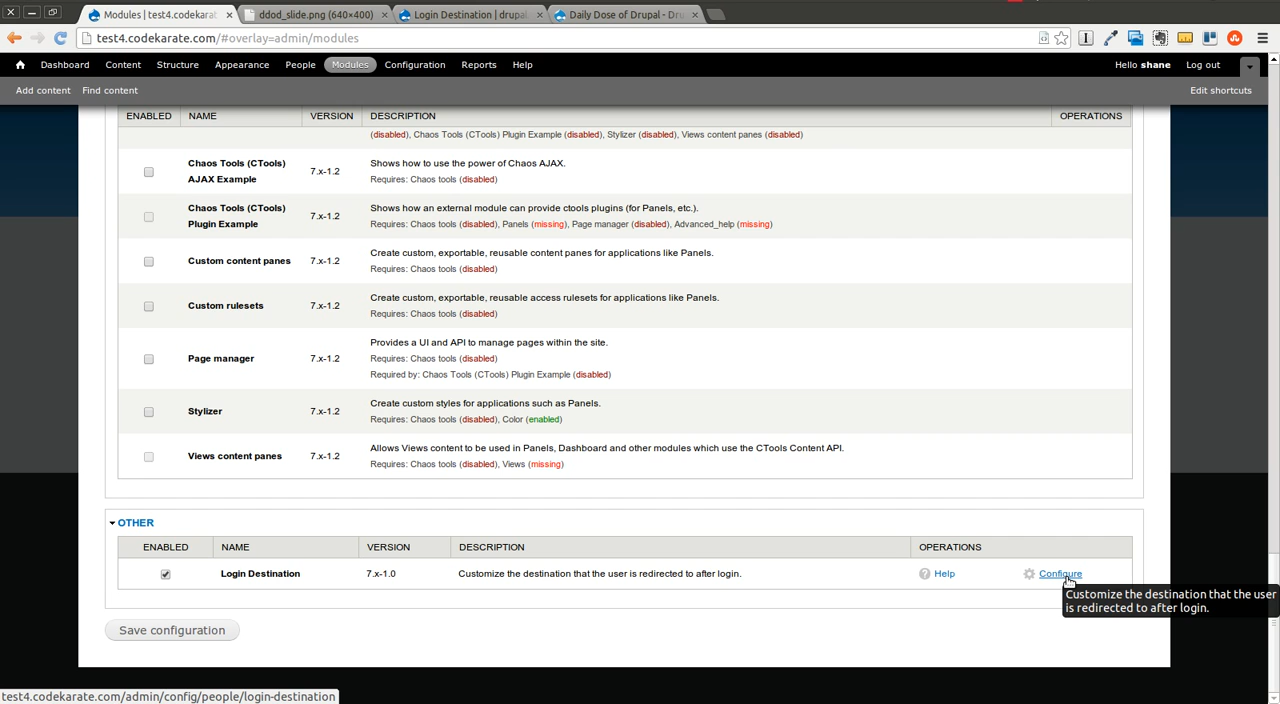 Modules | test4.codekarat
ddod_slide.png (640×400)
Login Destination | drupal
Daily Dose of Drupal - Dru
test4.codekarate.com/#overlay=admin/modules
Dashboard Content Structure Appearance People Modules Configuration Reports Help Hello shane Log out
Add content Find content Edit shortcuts
ENABLED NAME VERSION DESCRIPTION OPERATIONS
(disabled), Chaos Tools (CTools) Plugin Example (disabled), Stylizer (disabled), Views content panes (disabled)
Chaos Tools (CTools) AJAX Example 7.x-1.2 Shows how to use the power of Chaos AJAX.
Requires: Chaos tools (disabled)
Chaos Tools (CTools) Plugin Example 7.x-1.2 Shows how an external module can provide ctools plugins (for Panels, etc.).
Requires: Chaos tools (disabled), Panels (missing), Page manager (disabled), Advanced_help (missing)
Custom content panes 7.x-1.2 Create custom, exportable, reusable content panes for applications like Panels.
Requires: Chaos tools (disabled)
Custom rulesets 7.x-1.2 Create custom, exportable, reusable access rulesets for applications like Panels.
Requires: Chaos tools (disabled)
Page manager 7.x-1.2 Provides a UI and API to manage pages within the site.
Requires: Chaos tools (disabled)
Required by: Chaos Tools (CTools) Plugin Example (disabled)
Stylizer 7.x-1.2 Create custom styles for applications such as Panels.
Requires: Chaos tools (disabled), Color (enabled)
Views content panes 7.x-1.2 Allows Views content to be used in Panels, Dashboard and other modules which use the CTools Content API.
Requires: Chaos tools (disabled), Views (missing)
OTHER
ENABLED NAME VERSION DESCRIPTION OPERATIONS
Login Destination 7.x-1.0 Customize the destination that the user is redirected to after login. Help Configure
Customize the destination that the user
is redirected to after login.
Save configuration
test4.codekarate.com/admin/config/people/login-destination